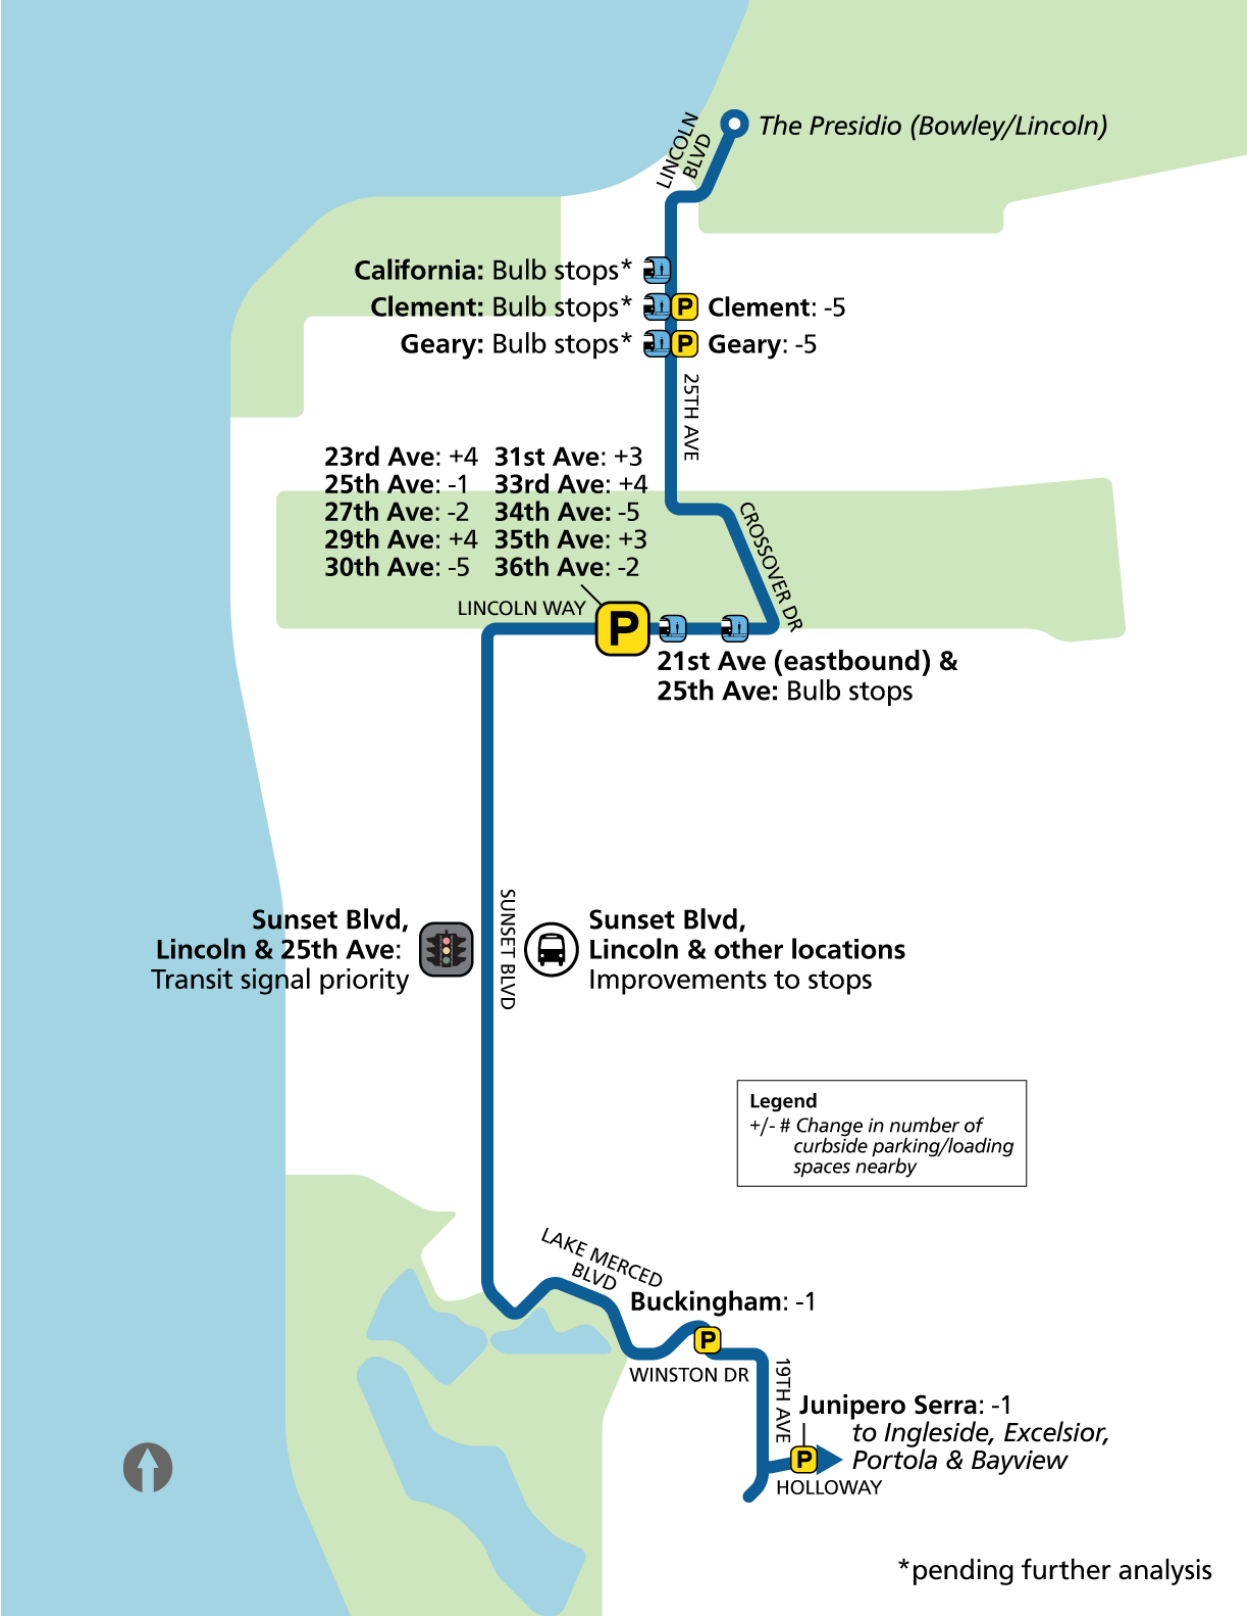 LINCOLN
BLVD
The Presidio (Bowley/Lincoln)
California: Bulb stops*
Clement: Bulb stops* P Clement: -5
Geary: Bulb stops* P Geary: -5
25TH AVE
23rd Ave: +4 31st Ave: +3
25th Ave: -1 33rd Ave: +4
27th Ave: -2 34th Ave: -5
29th Ave: +4 35th Ave: +3
30th Ave: -5 36th Ave: -2
CROSSOVER DR
LINCOLN WAY
P
21st Ave (eastbound) &
25th Ave: Bulb stops
Sunset Blvd,
Lincoln & 25th Ave:
Transit signal priority
SUNSET BLVD
Sunset Blvd,
Lincoln & other locations
Improvements to stops
Legend
+/- # Change in number of
curbside parking/loading
spaces nearby
LAKE MERCED
BLVD
Buckingham: -1
P
WINSTON DR
19TH AVE
Junipero Serra: -1
to Ingleside, Excelsior,
P Portola & Bayview
HOLLOWAY
*pending further analysis